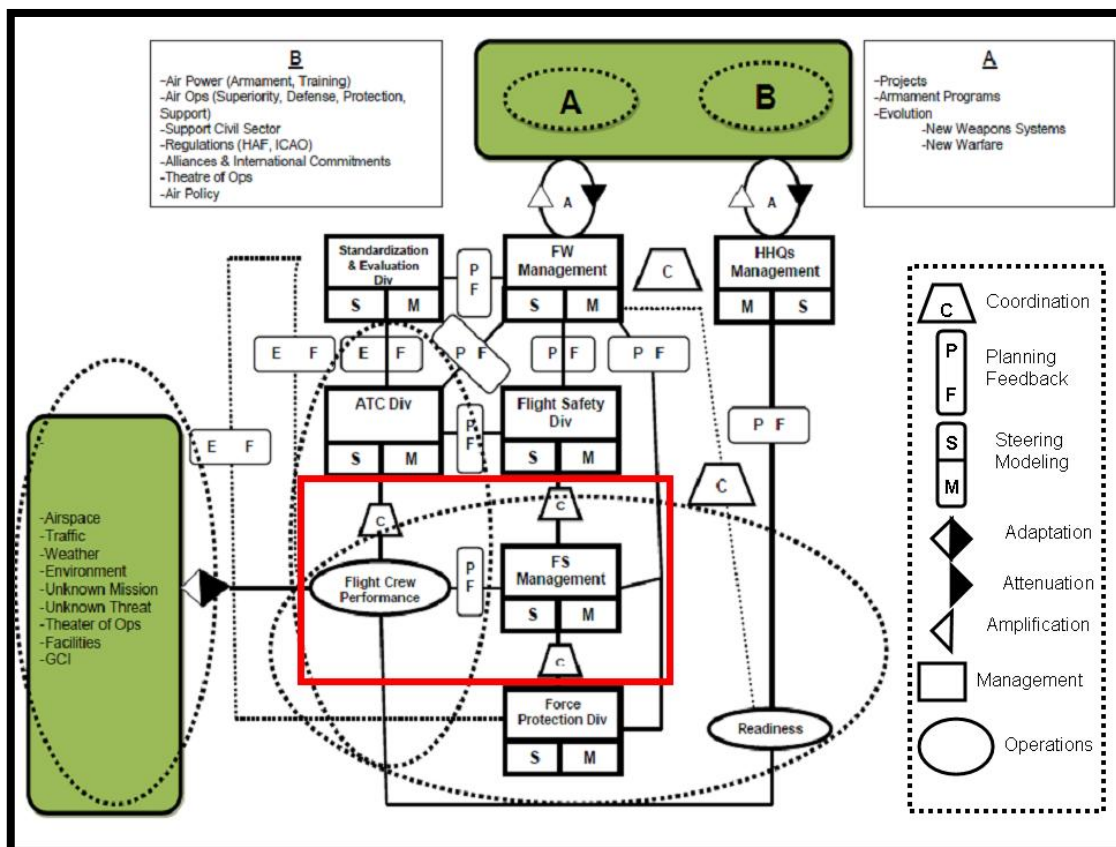 B
-Air Power (Armament, Training)
-Air Ops (Superiority, Defense, Protection,
Support)
-Support Civil Sector
-Regulations (HAF, ICAO)
-Alliances & International Commitments
-Theatre of Ops
-Air Policy
A
B
A
-Projects
-Armament Programs
-Evolution
-New Weapons Systems
-New Warfare
A
A
Standardization
& Evaluation
Div
S M
P
F
FW
Management
S M
C
HHQs
Management
M S
E F
E F
P F
P F
P F
ATC Div
S M
P
F
Flight Safety
Div
S M
P F
E F
C
C
C
-
-Airspace
-Traffic
-Weather
-Environment
-Unknown Mission
-Unknown Threat
-Theater of Ops
-Facilities
-GCI
Flight Crew
Performance
P
F
FS
Management
S M
C
Force
Protection Div
S M
Readiness
C
Coordination
P
F
Planning
Feedback
S
M
Steering
Modeling
Adaptation
Attenuation
Amplification
Management
Operations